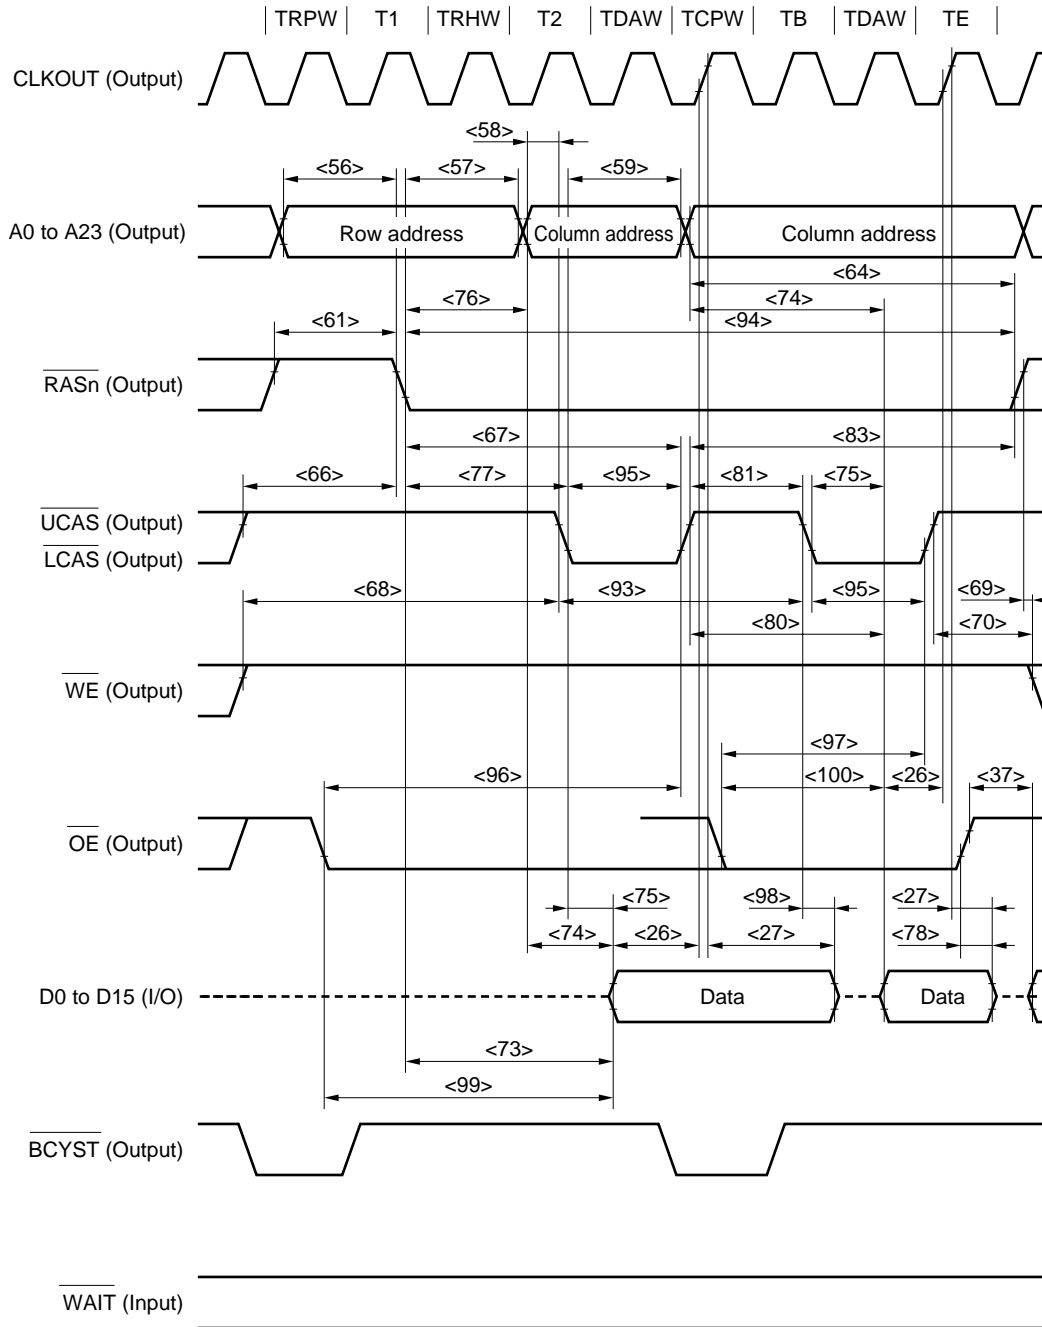 TRPW T1 TRHW T2 TDAW TCPW TB TDAW TE
CLKOUT (Output)
<58>
<56> <57> <59>
A0 to A23 (Output) Row address Column address Column address
<64>
<76> <74>
<61> <94>
RASn (Output)
<67> <83>
<66> <77> <95> <81> <75>
UCAS (Output)
LCAS (Output)
<68> <93> <95> <69>
<80> <70>
WE (Output)
<97>
<96> <100> <26> <37>
OE (Output)
<75> <98> <27>
<74> <26> <27> <78>
D0 to D15 (I/O) Data Data
<73>
<99>
BCYST (Output)
WAIT (Input)